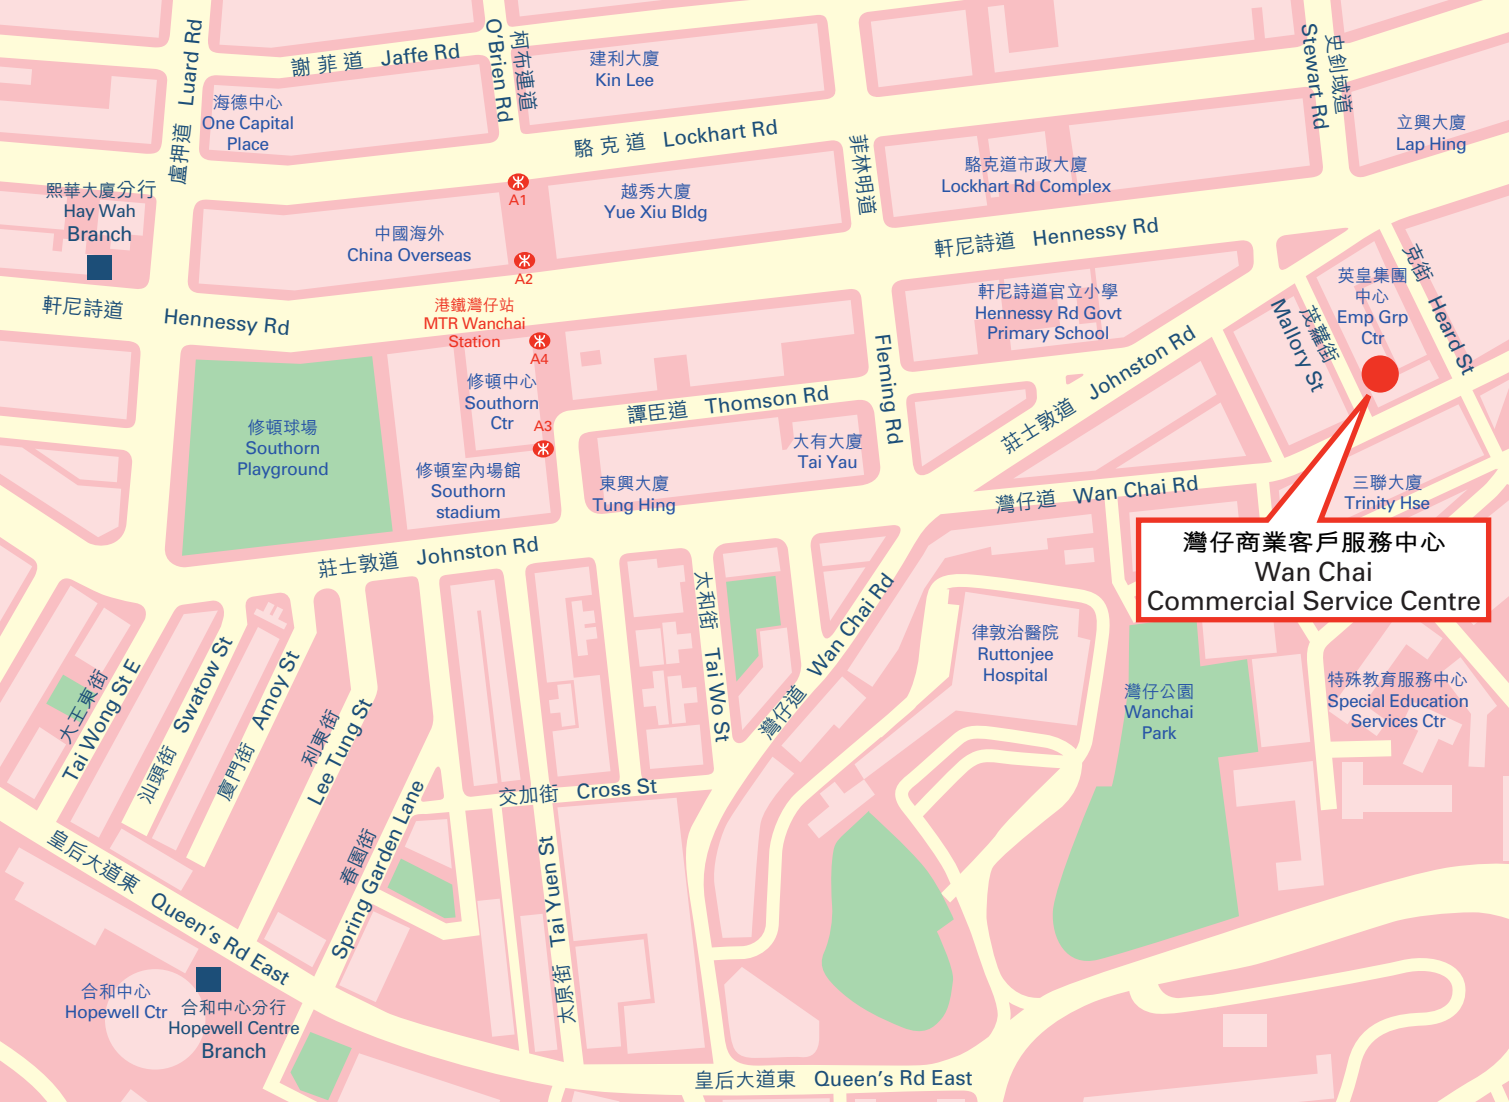 盧押道 Luard Rd
謝菲道 Jaffe Rd
柯布連道
O'Brien Rd
建利大廈
Kin Lee
史釗域道
Stewart Rd
海德中心
One Capital
Place
駱克道 Lockhart Rd
立興大廈
Lap Hing
菲林明道
Fleming Rd
駱克道市政大廈
Lockhart Rd Complex
熙華大廈分行
Hay Wah
Branch
A1
越秀大廈
Yue Xiu Bldg
中國海外
China Overseas
A2
軒尼詩道 Hennessy Rd
克街 Heard St
英皇集團
中心
Emp Grp
Ctr
茂蘿街
Mallory St
軒尼詩道 Hennessy Rd
港鐵灣仔站
MTR Wanchai
Station
A4
軒尼詩道官立小學
Hennessy Rd Govt
Primary School
修頓中心
Southorn
Ctr
A3
譚臣道 Thomson Rd
莊士敦道 Johnston Rd
修頓球場
Southorn
Playground
大有大廈
Tai Yau
修頓室內場館
Southorn
stadium
東興大廈
Tung Hing
灣仔道 Wan Chai Rd
三聯大廈
Trinity Hse
莊士敦道 Johnston Rd
灣仔商業客戶服務中心
Wan Chai
Commercial Service Centre
太和街 Tai Wo St
灣仔道 Wan Chai Rd
律敦治醫院
Ruttonjee
Hospital
灣仔公園
Wanchai
Park
特殊教育服務中心
Special Education
Services Ctr
大王東街
Tai Wong St E
汕頭街 Swatow St
廈門街 Amoy St
利東街
Lee Tung St
春園街
Spring Garden Lane
交加街 Cross St
太原街 Tai Yuen St
皇后大道東 Queen's Rd East
合和中心
Hopewell Ctr
合和中心分行
Hopewell Centre
Branch
皇后大道東 Queen's Rd East